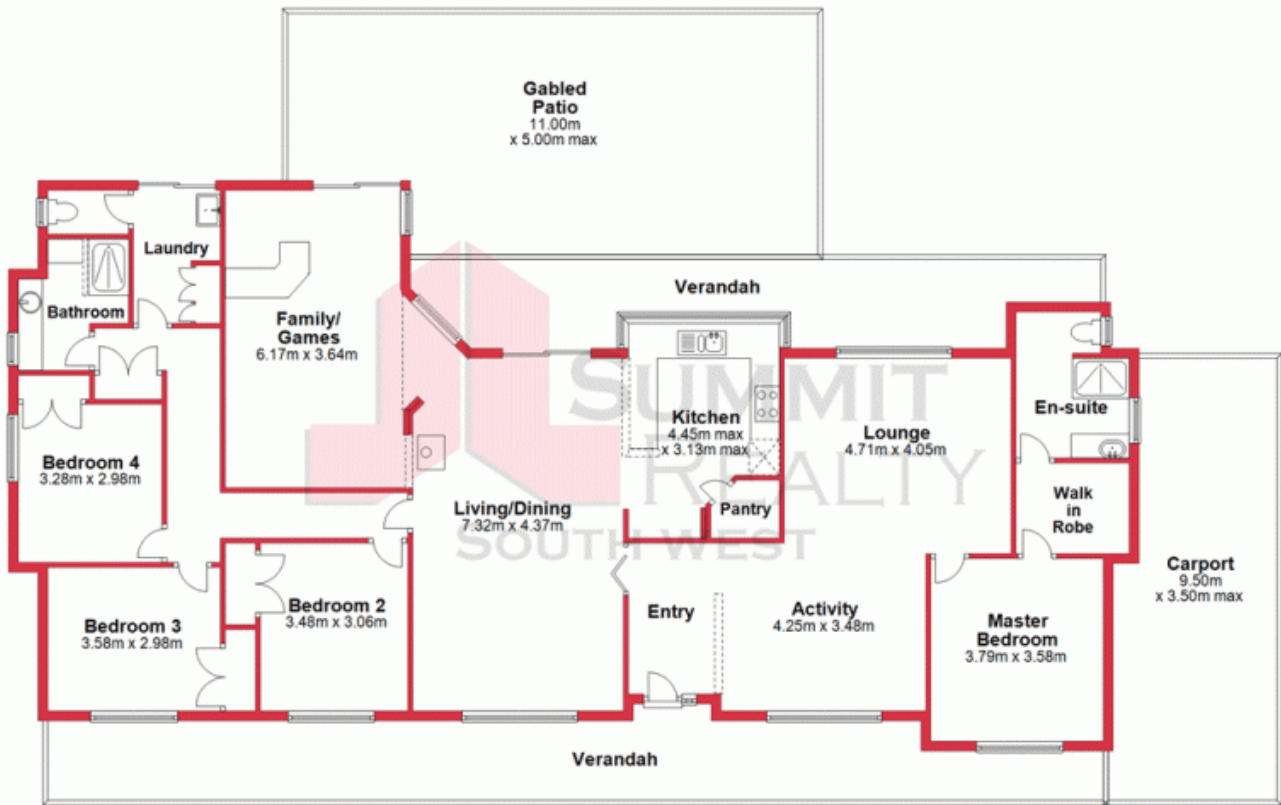 Gabled
Patio
11.00m
x 5.00m max
Laundry
Verandah
Bathroom
Family/
Games
6.17m x 3.64m
Kitchen
4.45m max
x 3.13m max
Lounge
4.71m x 4.05m
En-suite
Bedroom 4
3.28m x 2.98m
Living/Dining
7.32m x 4.37m
Pantry
Walk
in
Robe
SUMMIT
REALTY
SOUTH WEST
Carport
9.50m
x 3.50m max
Bedroom 3
3.58m x 2.98m
Bedroom 2
3.48m x 3.06m
Entry
Activity
4.25m x 3.48m
Master
Bedroom
3.79m x 3.58m
Verandah